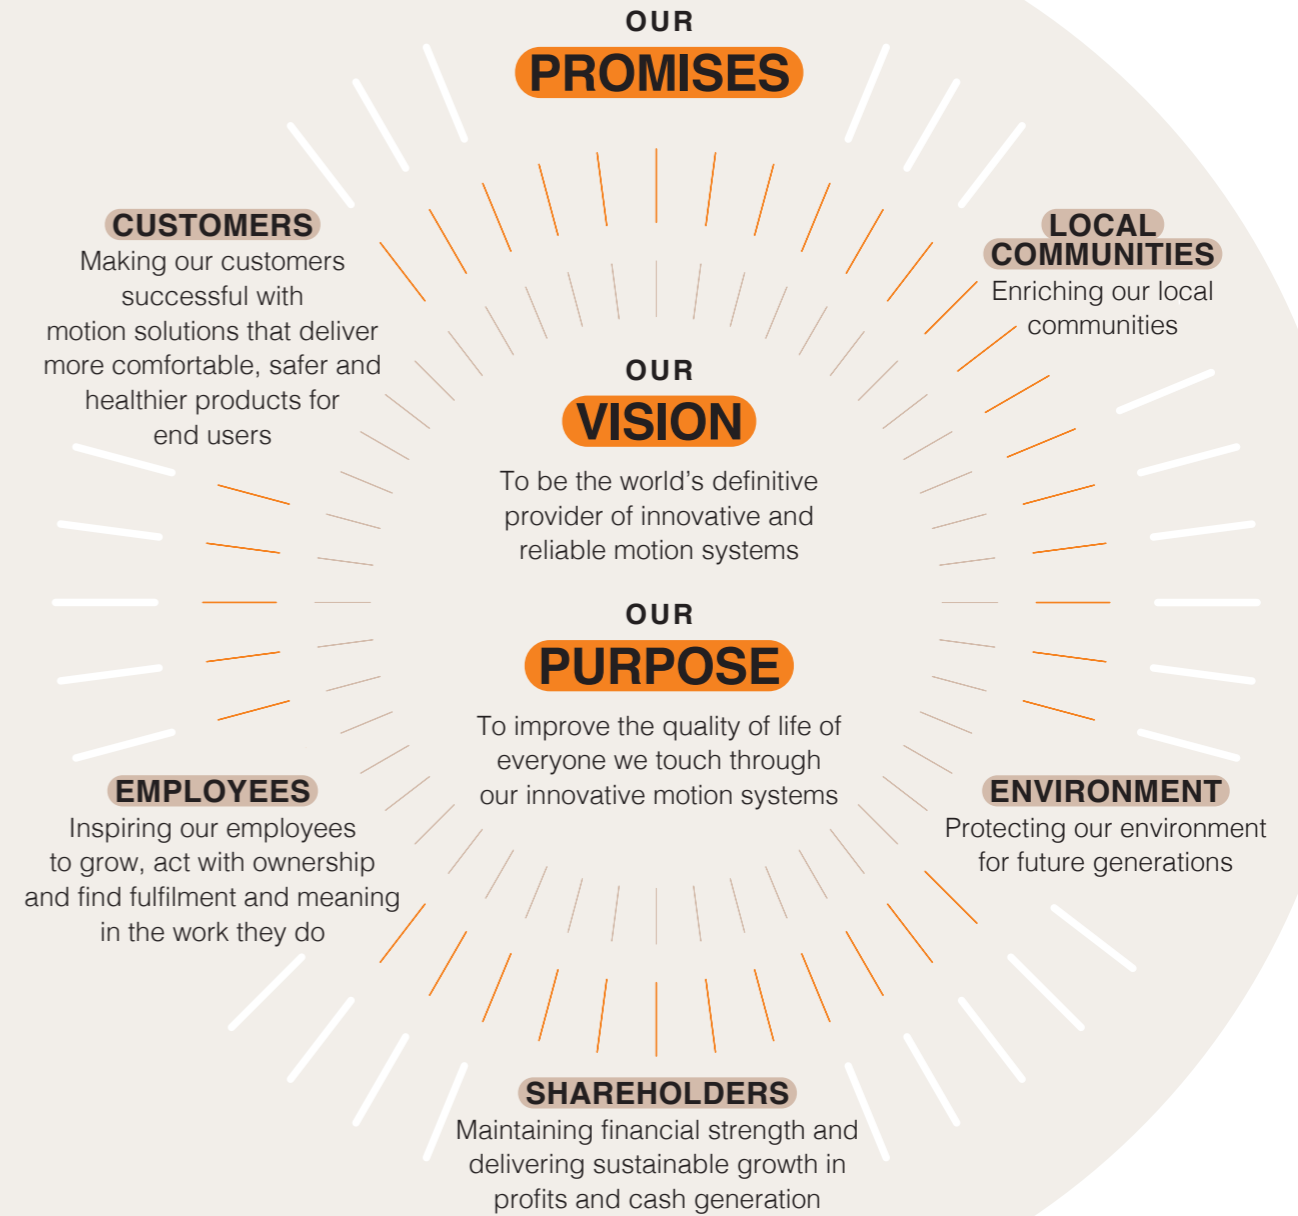 OUR
PROMISES
CUSTOMERS
Making our customers
successful with
motion solutions that deliver
more comfortable, safer and
healthier products for
end users
LOCAL
COMMUNITIES
Enriching our local
communities
OUR
VISION
To be the world’s definitive
provider of innovative and
reliable motion systems
OUR
PURPOSE
To improve the quality of life of
everyone we touch through
our innovative motion systems
EMPLOYEES
Inspiring our employees
to grow, act with ownership
and find fulfilment and meaning
in the work they do
ENVIRONMENT
Protecting our environment
for future generations
SHAREHOLDERS
Maintaining financial strength and
delivering sustainable growth in
profits and cash generation